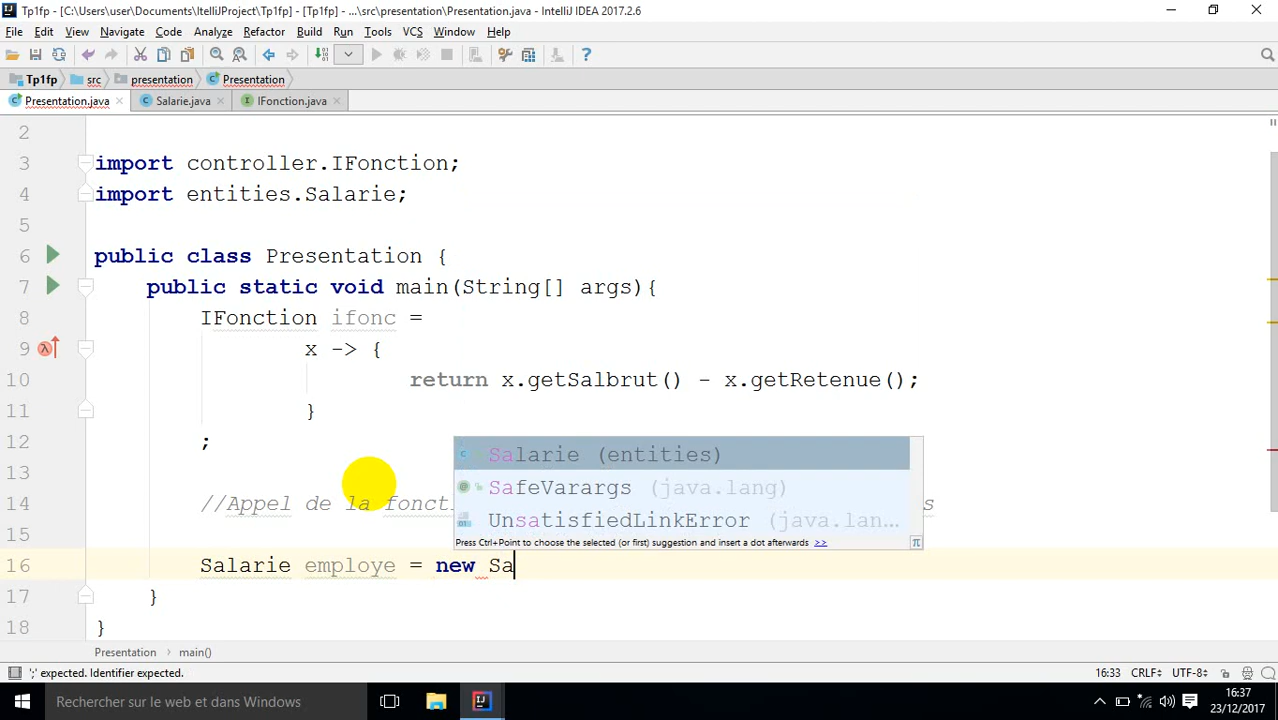 Tp1fp - [C:\Users\user\Documents\ItelliJProject\Tp1fp] - [Tp1fp] - ...\src\presentation\Presentation.java - IntelliJ IDEA 2017.2.6
File Edit View Navigate Code Analyze Refactor Build Run Tools VCS Window Help
Tp1fp src presentation Presentation
Presentation.java Salarie.java IFonction.java
2
3 import controller.IFonction;
4 import entities.Salarie;
5
6 public class Presentation {
7 public static void main(String[] args){
8 IFonction ifonc =
9 x -> {
10 return x.getSalbrut() - x.getRetenue();
11 }
12 ;
13
Salarie (entities)
SafeVarargs (java.lang)
14 //Appel de la foncti s
UnsatisfiedLinkError (java.lan...
15
Press Ctrl+Point to choose the selected (or first) suggestion and insert a dot afterwards >>
16 Salarie employe = new Sa
17 }
18 }
Presentation main()
';' expected. Identifier expected. 16:33 CRLF÷ UTF-8÷
Rechercher sur le web et dans Windows
16:37
23/12/2017